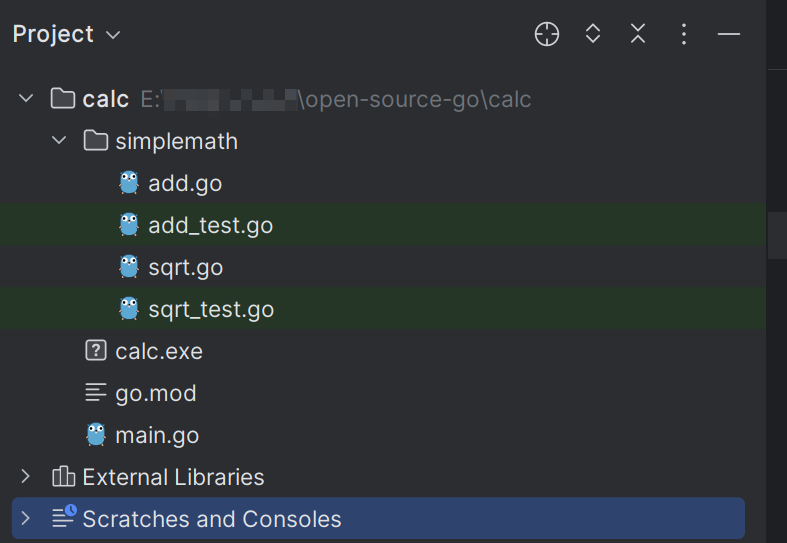 Project
calc E:\ \open-source-go\calc
simplemath
add.go
add_test.go
sqrt.go
sqrt_test.go
calc.exe
go.mod
main.go
External Libraries
Scratches and Consoles